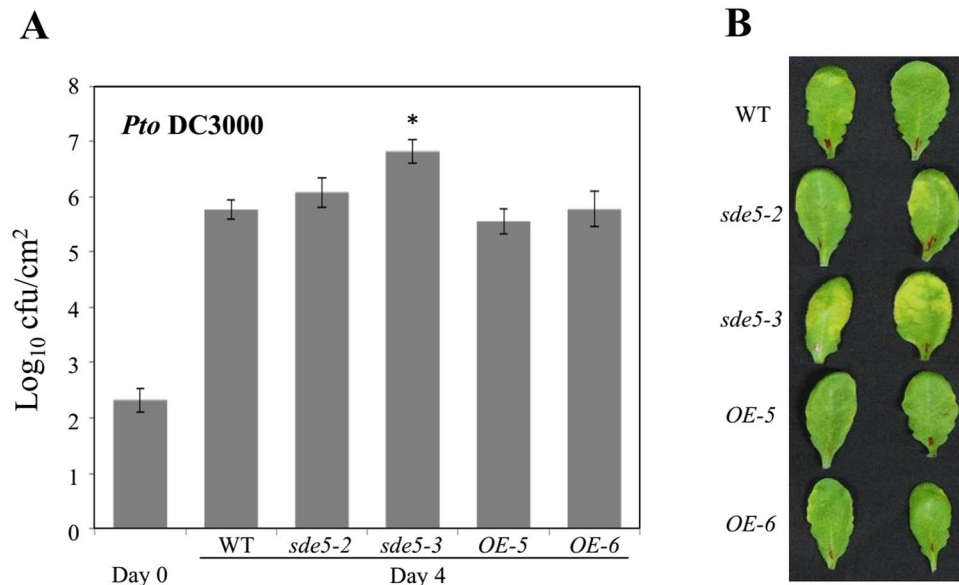 A
Pto DC3000
*
8
7
6
5
4
3
2
1
0
Log10 cfu/cm2
WT sde5-2 sde5-3 OE-5 OE-6
Day 0 Day 4
B
WT
sde5-2
sde5-3
OE-5
OE-6